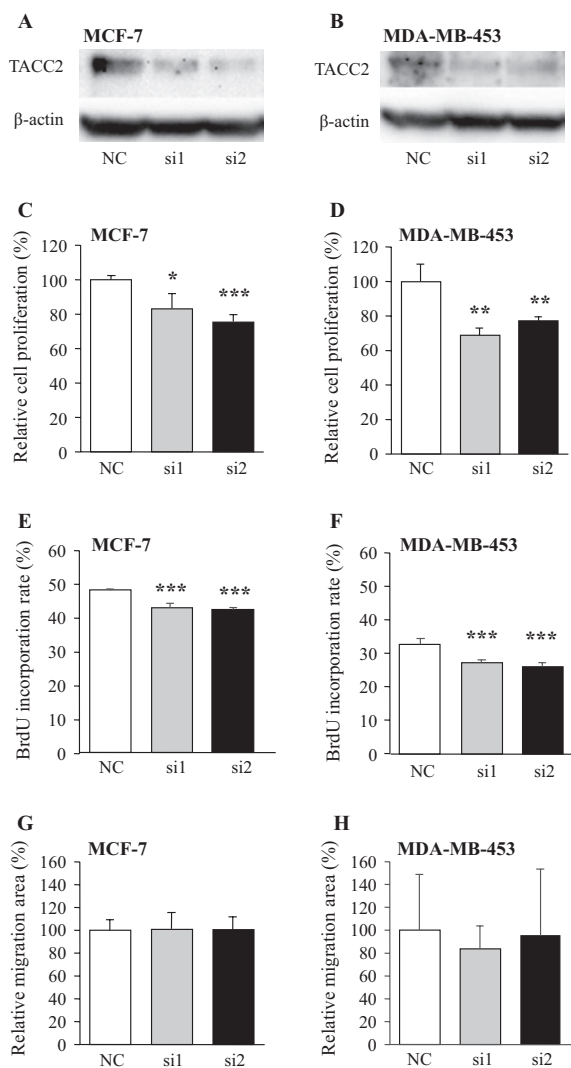 A
MCF-7
TACC2
β-actin
NC si1 si2
B
MDA-MB-453
TACC2
β-actin
NC si1 si2
C
MCF-7
Relative cell proliferation (%)
120
100
80
60
40
20
0
* ***
NC si1 si2
D
MDA-MB-453
Relative cell proliferation (%)
120
100
80
60
40
20
0
** **
NC si1 si2
E
MCF-7
BrdU incorporation rate (%)
60
50
40
30
20
10
0
*** ***
NC si1 si2
F
MDA-MB-453
BrdU incorporation rate (%)
60
50
40
30
20
10
0
*** ***
NC si1 si2
G
MCF-7
Relative migration area (%)
160
140
120
100
80
60
40
20
0
NC si1 si2
H
MDA-MB-453
Relative migration area (%)
160
140
120
100
80
60
40
20
0
NC si1 si2